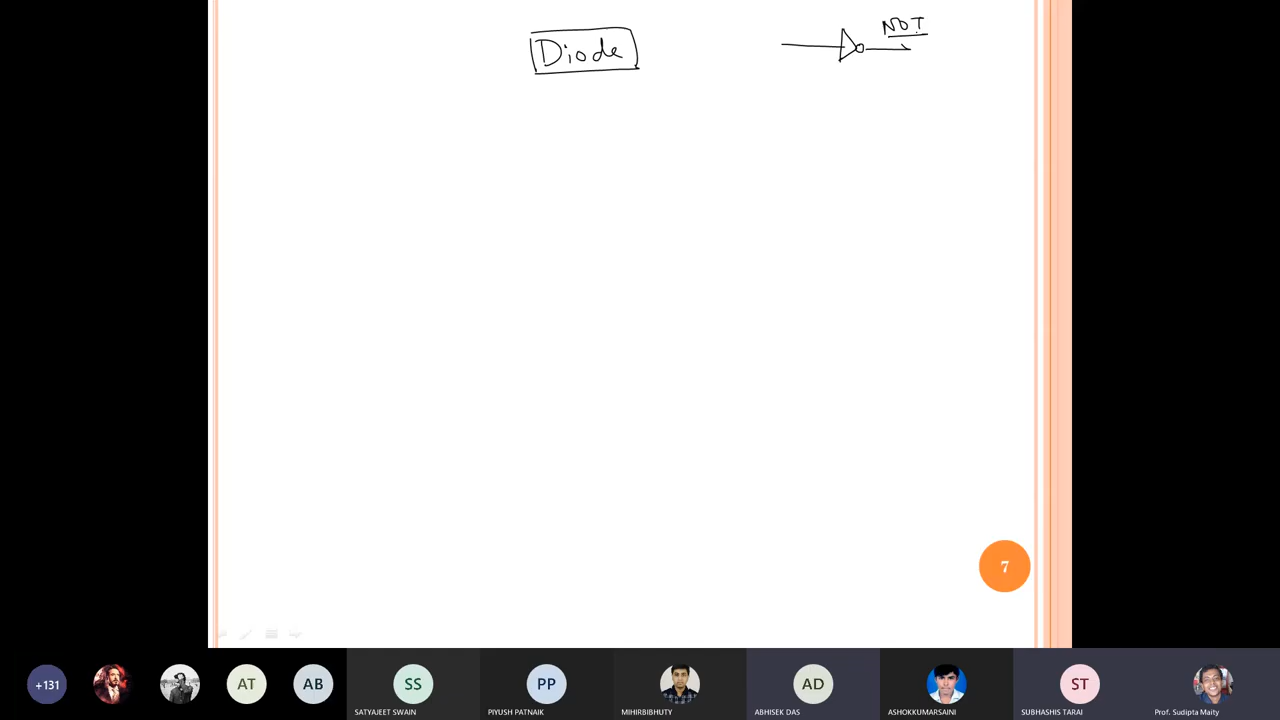 NOT
Diode
7
+131
AT
AB
SS
PP
AD
ST
SATYAJEET SWAIN
PIYUSH PATNAIK
MIHIRBIBHUTY
ABHISEK DAS
ASHOKKUMARSAINI
SUBHASHIS TARAI
Prof. Sudipta Maity